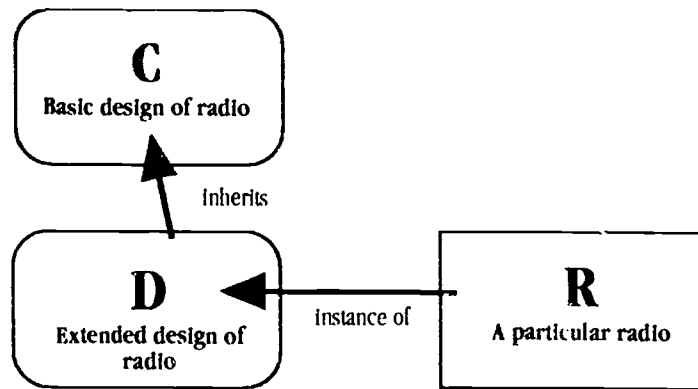 C
Basic design of radio
inherits
D
Extended design of
radio
instance of
R
A particular radio